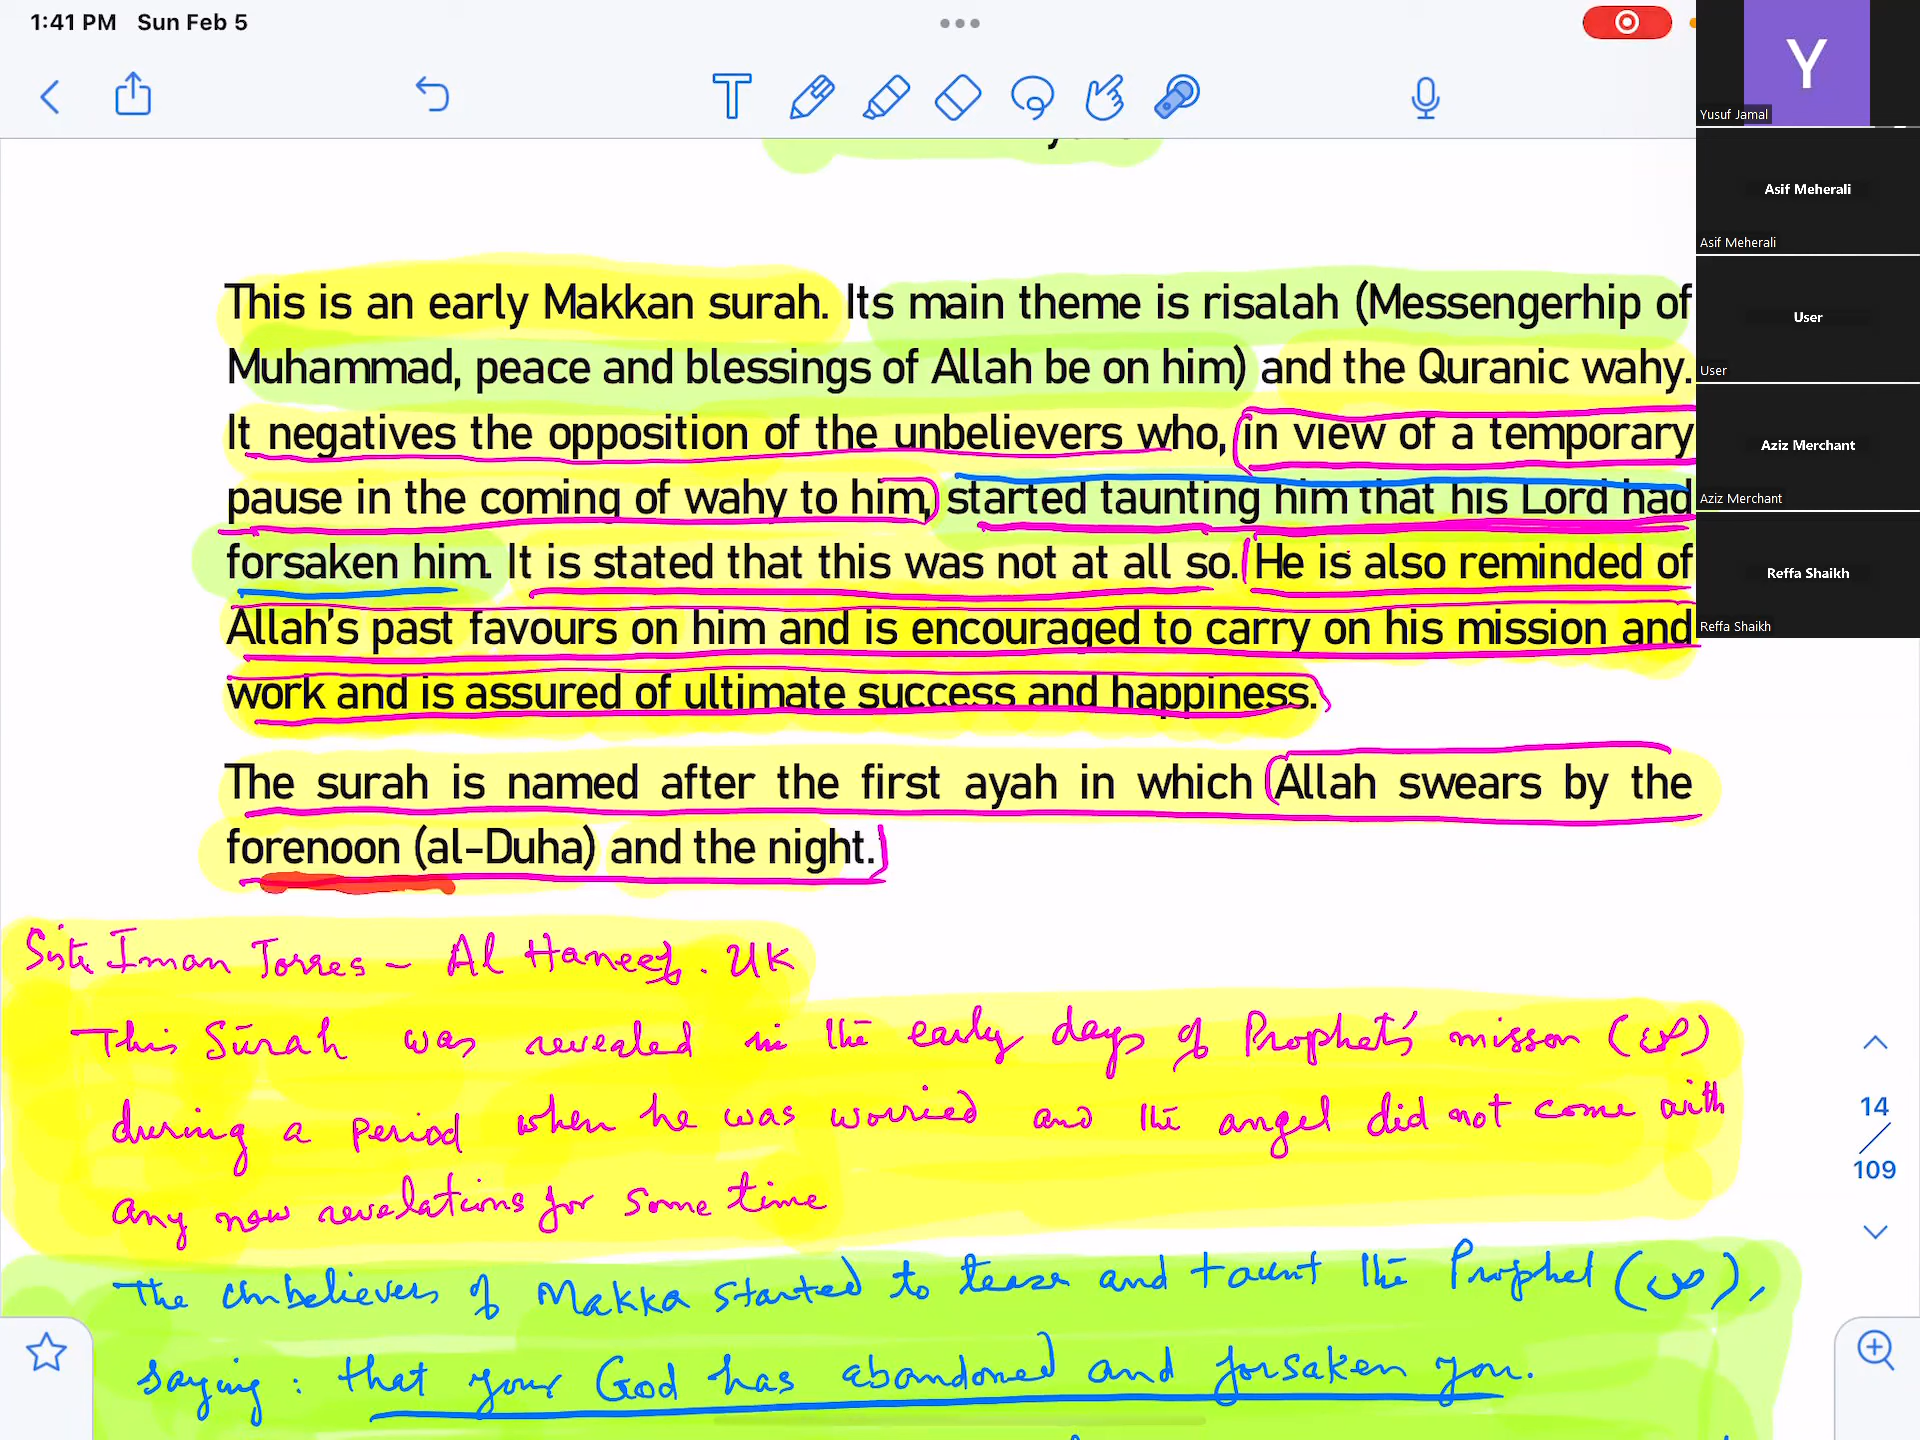 1:41 PM Sun Feb 5
Y
Yusuf Jamal
Asif Meherali
Asif Meherali
User
User
Aziz Merchant
Aziz Merchant
Reffa Shaikh
Reffa Shaikh
This is an early Makkan surah. Its main theme is risalah (Messengerhip of
Muhammad, peace and blessings of Allah be on him) and the Quranic wahy.
It negatives the opposition of the unbelievers who, in view of a temporary
pause in the coming of wahy to him, started taunting him that his Lord had
forsaken him. It is stated that this was not at all so. He is also reminded of
Allah's past favours on him and is encouraged to carry on his mission and
work and is assured of ultimate success and happiness.
The surah is named after the first ayah in which Allah swears by the
forenoon (al-Duha) and the night.
Iman Torres - Al Haneef. UK
This Sūrah was revealed in the early days of Prophet's misson (ص)
during a period when he was worried and the angel did not come with
any new revelations for some time
The unbelievers of Makka started to tease and taunt the Prophet (ص),
saying: that your God has abandoned and forsaken you.
14
109